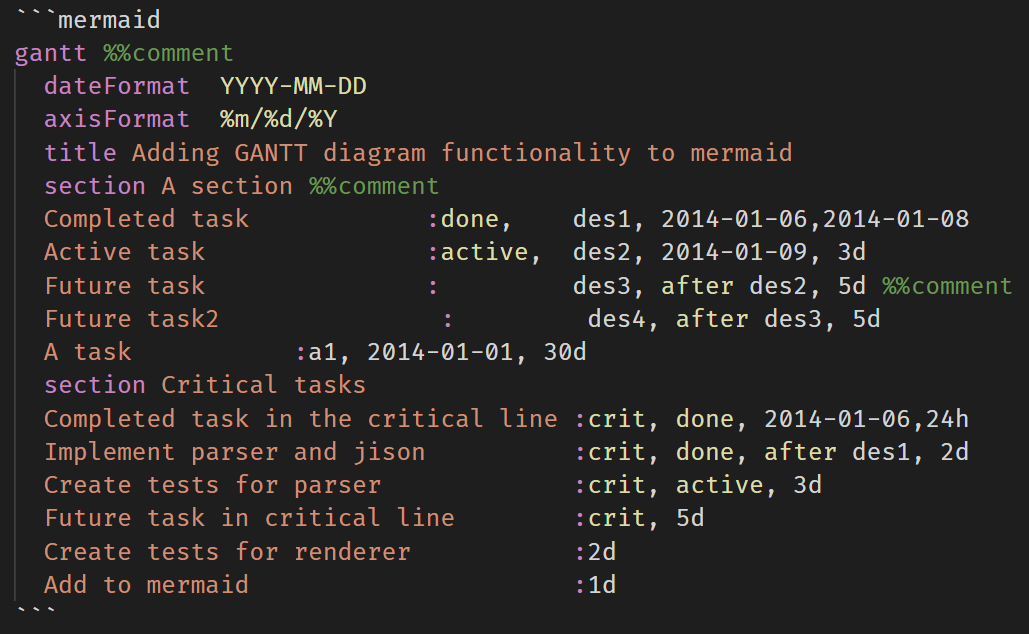 ```mermaid
gantt %%comment
  dateFormat  YYYY-MM-DD
  axisFormat  %m/%d/%Y
  title Adding GANTT diagram functionality to mermaid
  section A section %%comment
  Completed task            :done,    des1, 2014-01-06,2014-01-08
  Active task               :active,  des2, 2014-01-09, 3d
  Future task               :         des3, after des2, 5d %%comment
  Future task2               :         des4, after des3, 5d
  A task           :a1, 2014-01-01, 30d
  section Critical tasks
  Completed task in the critical line :crit, done, 2014-01-06,24h
  Implement parser and jison          :crit, done, after des1, 2d
  Create tests for parser             :crit, active, 3d
  Future task in critical line        :crit, 5d
  Create tests for renderer           :2d
  Add to mermaid                      :1d
```